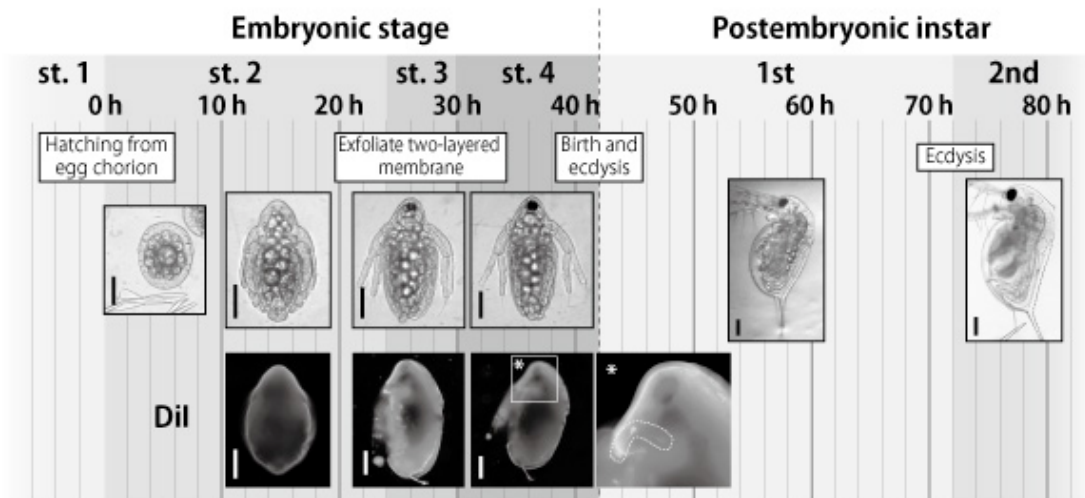 Embryonic stage
Postembryonic instar
st. 1
st. 2
st. 3
st. 4
1st
2nd
0 h
10 h
20 h
30 h
40 h
50 h
60 h
70 h
80 h
Hatching from
egg chorion
Exfoliate two-layered
membrane
Birth and
ecdysis
Ecdysis
DiI
*
*